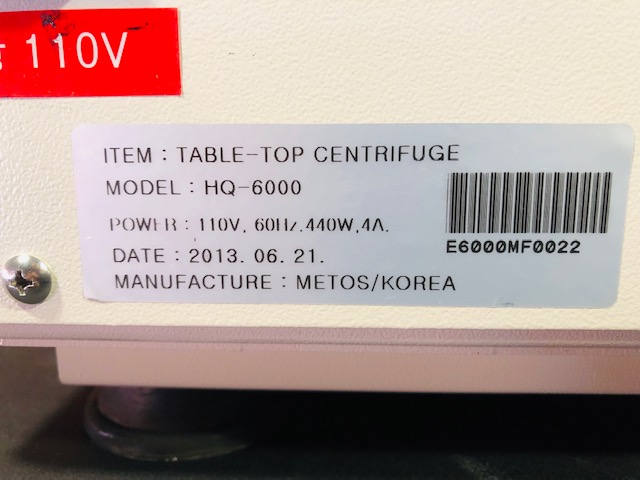 110V
ITEM : TABLE-TOP CENTRIFUGE
MODEL : HQ-6000
POWER : 110V, 60Hz.440W,4A.
E6000MF0022
DATE : 2013. 06. 21.
MANUFACTURE : METOS/KOREA